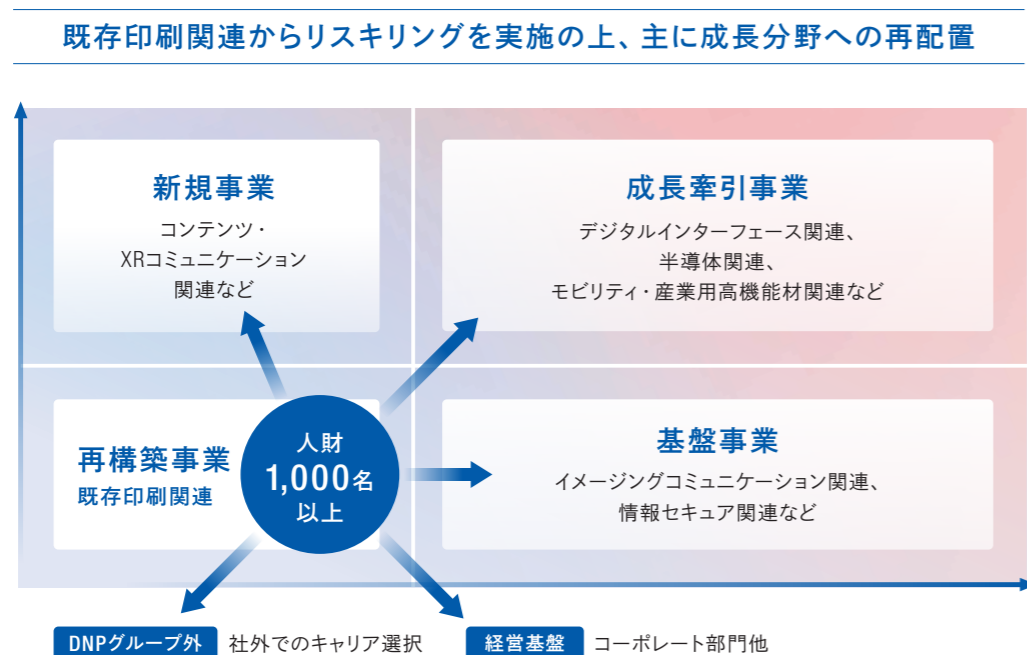 既存印刷関連からリスキリングを実施の上、主に成長分野への再配置
新規事業
コンテンツ・
XRコミュニケーション
関連など
成長牽引事業
デジタルインターフェース関連、
半導体関連、
モビリティ・産業用高機能材関連など
再構築事業
既存印刷関連
人財
1,000名
以上
基盤事業
イメージングコミュニケーション関連、
情報セキュア関連など
DNPグループ外 社外でのキャリア選択
経営基盤 コーポレート部門他